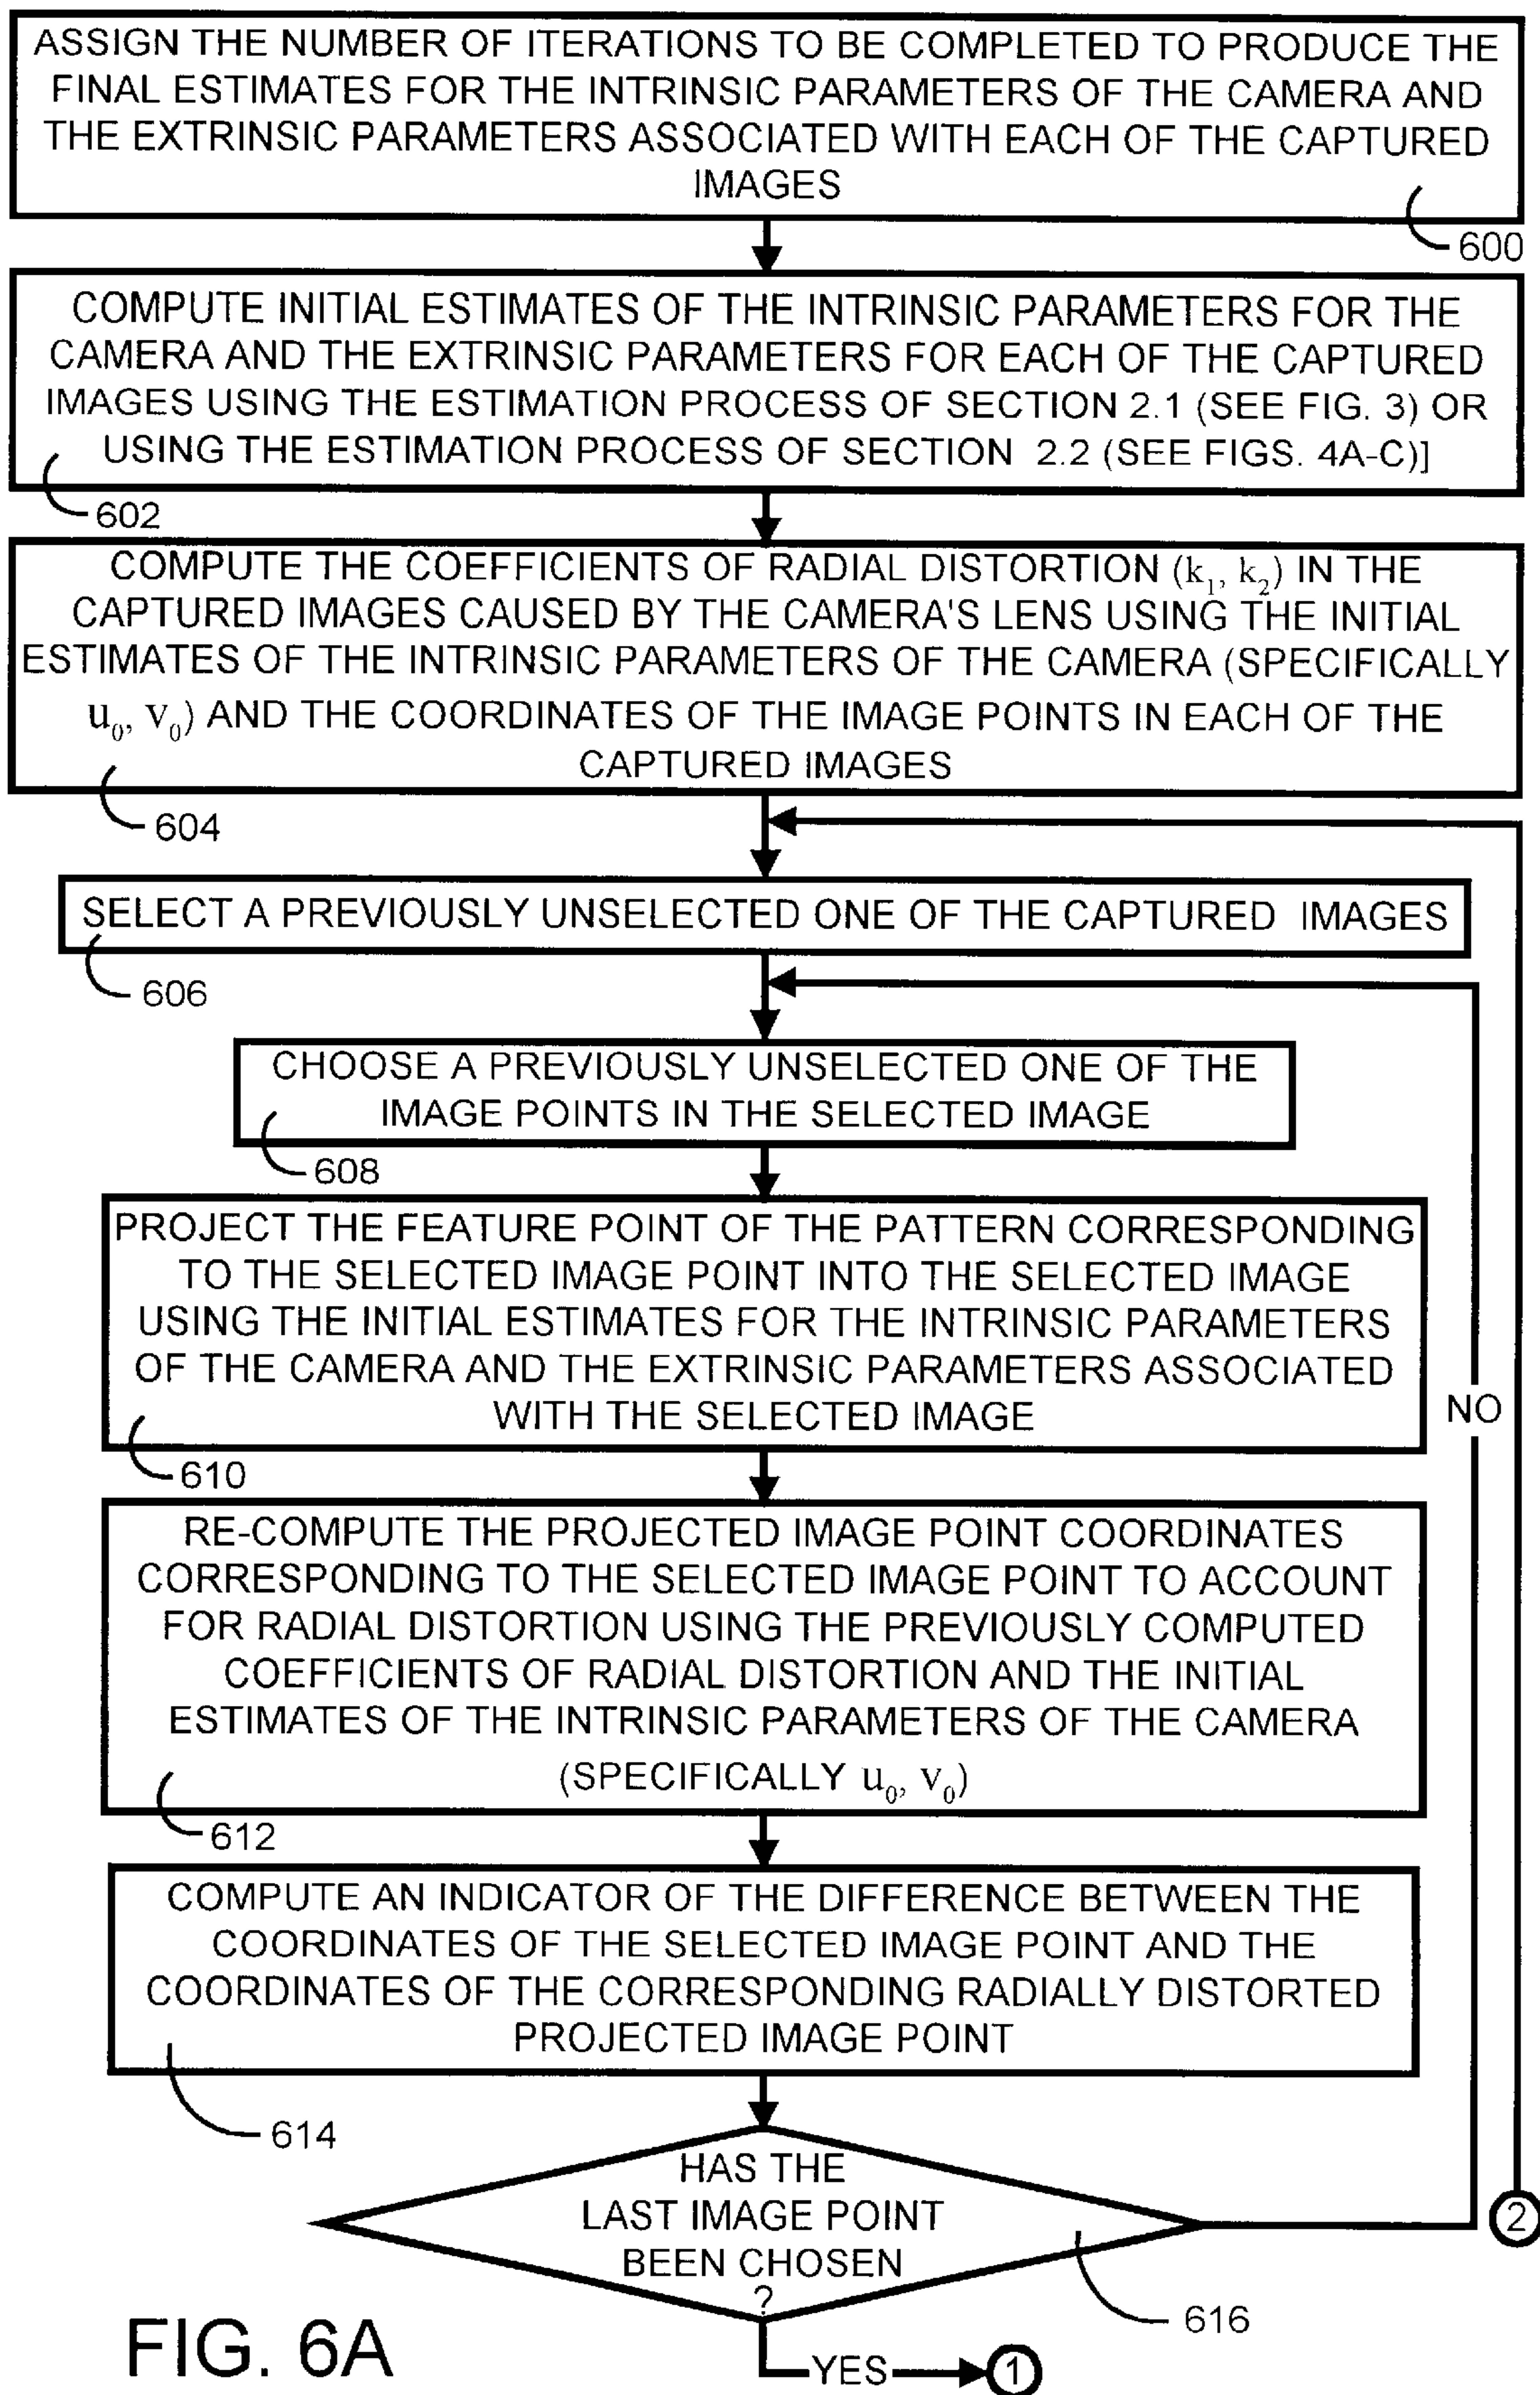 ASSIGN THE NUMBER OF ITERATIONS TO BE COMPLETED TO PRODUCE THE
FINAL ESTIMATES FOR THE INTRINSIC PARAMETERS OF THE CAMERA AND
THE EXTRINSIC PARAMETERS ASSOCIATED WITH EACH OF THE CAPTURED
IMAGES
600
COMPUTE INITIAL ESTIMATES OF THE INTRINSIC PARAMETERS FOR THE
CAMERA AND THE EXTRINSIC PARAMETERS FOR EACH OF THE CAPTURED
IMAGES USING THE ESTIMATION PROCESS OF SECTION 2.1 (SEE FIG. 3) OR
USING THE ESTIMATION PROCESS OF SECTION 2.2 (SEE FIGS. 4A-C)]
602
COMPUTE THE COEFFICIENTS OF RADIAL DISTORTION (k₁, k₂) IN THE
CAPTURED IMAGES CAUSED BY THE CAMERA'S LENS USING THE INITIAL
ESTIMATES OF THE INTRINSIC PARAMETERS OF THE CAMERA (SPECIFICALLY
u₀, v₀) AND THE COORDINATES OF THE IMAGE POINTS IN EACH OF THE
CAPTURED IMAGES
604
SELECT A PREVIOUSLY UNSELECTED ONE OF THE CAPTURED IMAGES
606
CHOOSE A PREVIOUSLY UNSELECTED ONE OF THE
IMAGE POINTS IN THE SELECTED IMAGE
608
PROJECT THE FEATURE POINT OF THE PATTERN CORRESPONDING
TO THE SELECTED IMAGE POINT INTO THE SELECTED IMAGE
USING THE INITIAL ESTIMATES FOR THE INTRINSIC PARAMETERS
OF THE CAMERA AND THE EXTRINSIC PARAMETERS ASSOCIATED
WITH THE SELECTED IMAGE
NO
610
RE-COMPUTE THE PROJECTED IMAGE POINT COORDINATES
CORRESPONDING TO THE SELECTED IMAGE POINT TO ACCOUNT
FOR RADIAL DISTORTION USING THE PREVIOUSLY COMPUTED
COEFFICIENTS OF RADIAL DISTORTION AND THE INITIAL
ESTIMATES OF THE INTRINSIC PARAMETERS OF THE CAMERA
(SPECIFICALLY u₀, v₀)
612
COMPUTE AN INDICATOR OF THE DIFFERENCE BETWEEN THE
COORDINATES OF THE SELECTED IMAGE POINT AND THE
COORDINATES OF THE CORRESPONDING RADIALLY DISTORTED
PROJECTED IMAGE POINT
614
HAS THE
LAST IMAGE POINT
BEEN CHOSEN
?
2
616
FIG. 6A
YES
1